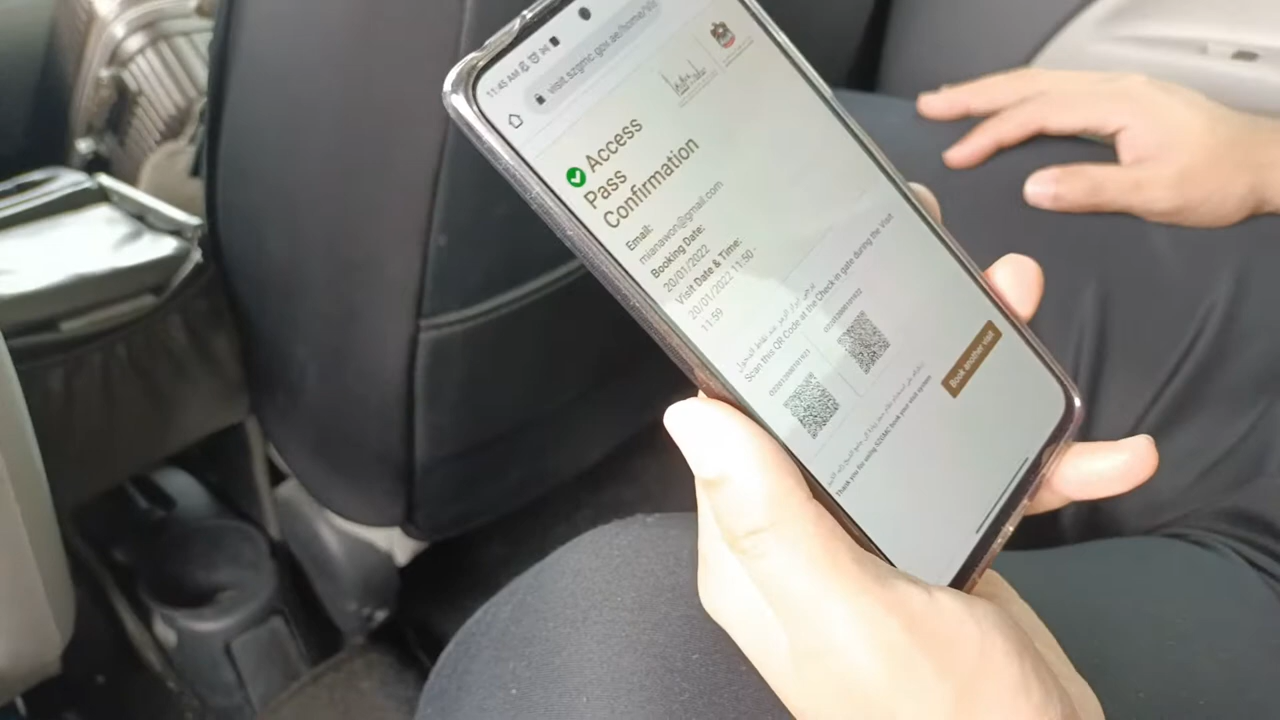 11:45 AM
visit.szgmc.gov.ae/home/
Access
Pass
Confirmation
Email:
mianawon@gmail.com
Booking Date:
20/01/2022
Visit Date & Time:
20/01/2022 11:50 -
11:59
Scan this QR Code at the Check-in gate during the Visit
Thank you for using SZGMC book your visit system
Book another visit